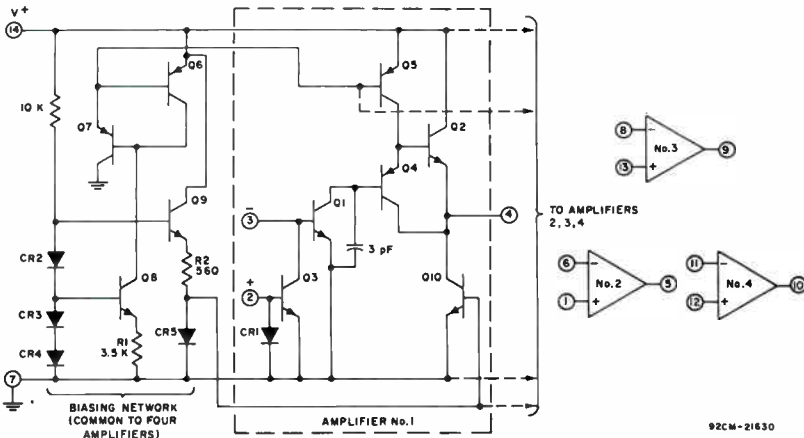 V+
14
Q6
Q5
10 K
Q7
Q2
Q4
Q9
Q1
3
4
3 pF
R2
560
CR2
Q8
Q3
Q10
2
+
−
CR3
CR1
CR5
R1
3.5 K
CR4
7
BIASING NETWORK
(COMMON TO FOUR
AMPLIFIERS)
AMPLIFIER No.1
TO AMPLIFIERS
2, 3, 4
8 −
No.3
9
13 +
6 −
No.2
5
1 +
11 −
No.4
10
12 +
92CM-21630